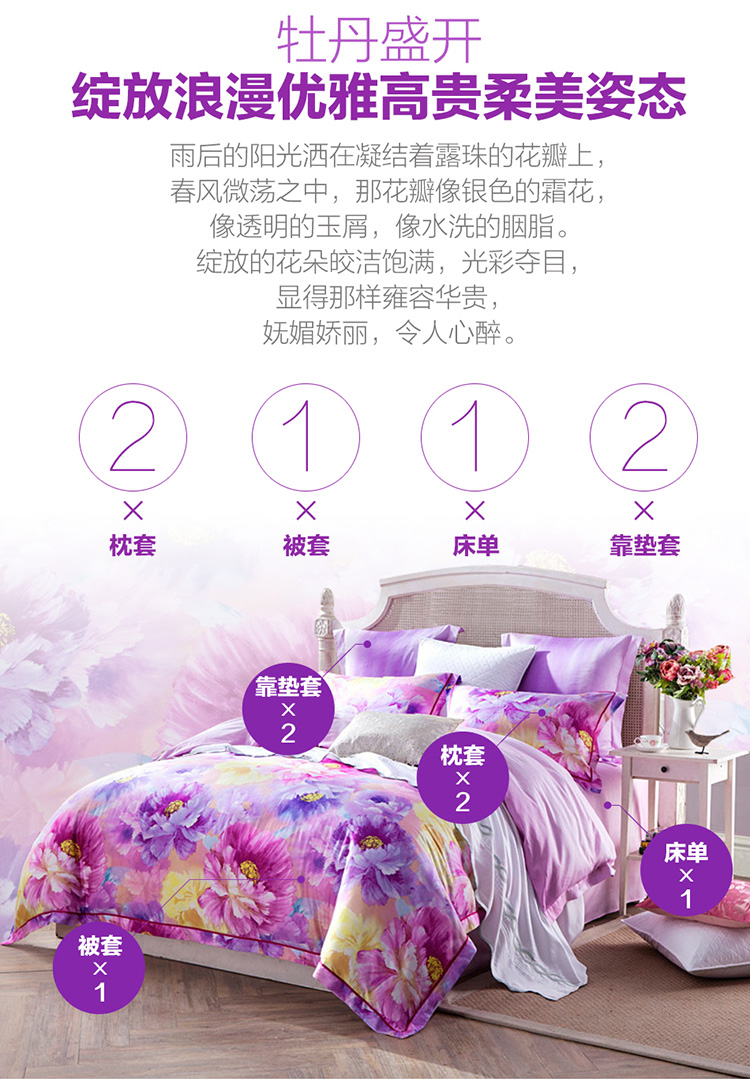 牡丹盛开
绽放浪漫优雅高贵柔美姿态
雨后的阳光洒在凝结着露珠的花瓣上，
春风微荡之中，那花瓣像银色的霜花，
像透明的玉屑，像水洗的胭脂。
绽放的花朵皎洁饱满，光彩夺目，
显得那样雍容华贵，
妩媚娇丽，令人心醉。
2 1 1 2
× × × ×
枕套 被套 床单 靠垫套
靠垫套
×
2
枕套
×
2
床单
×
1
被套
×
1